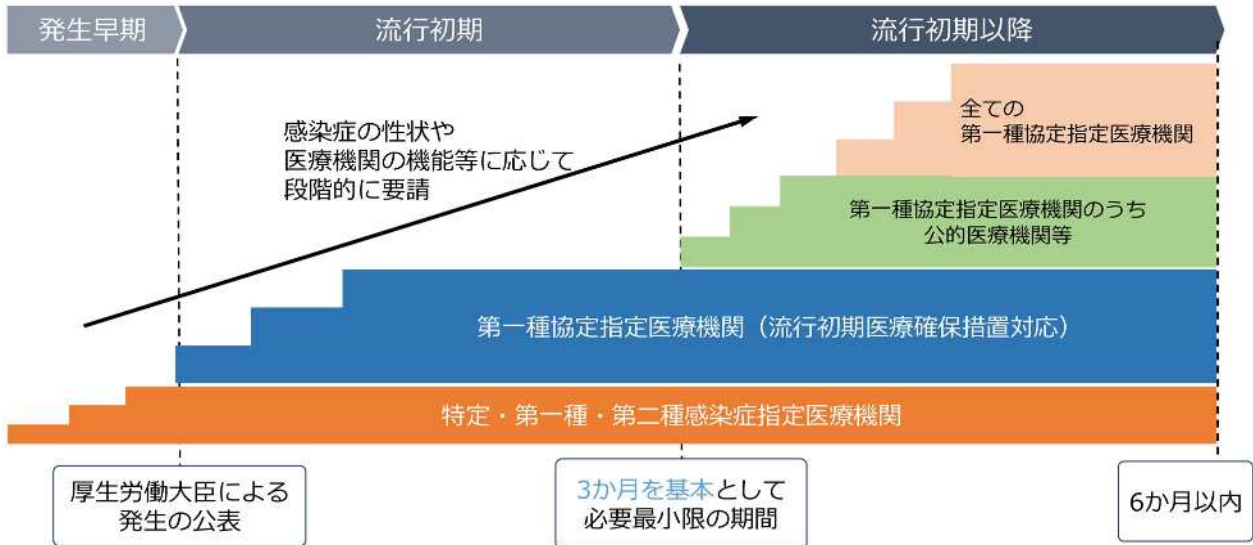 発生早期
流行初期
流行初期以降
感染症の性状や
医療機関の機能等に応じて
段階的に要請
全ての
第一種協定指定医療機関
第一種協定指定医療機関のうち
公的医療機関等
第一種協定指定医療機関（流行初期医療確保措置対応）
特定・第一種・第二種感染症指定医療機関
厚生労働大臣による
発生の公表
3か月を基本として
必要最小限の期間
6か月以内